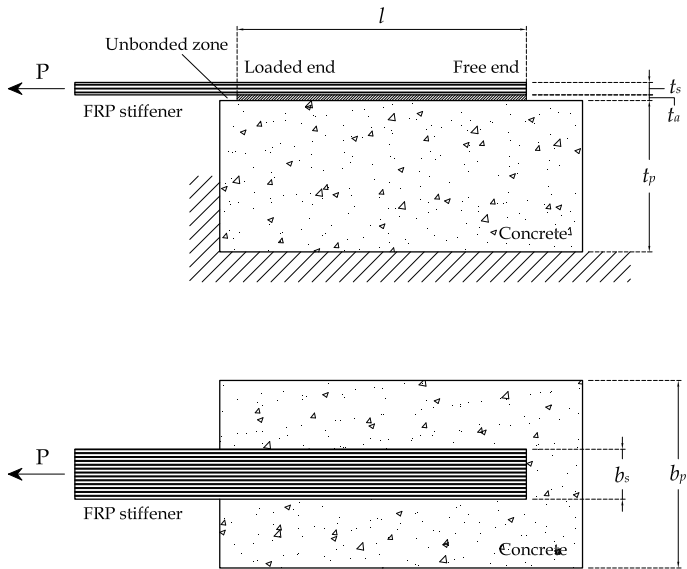 l
Unbonded zone
P
Loaded end
Free end
ts
FRP stiffener
ta
tp
Concrete
P
bs
bp
FRP stiffener
Concrete